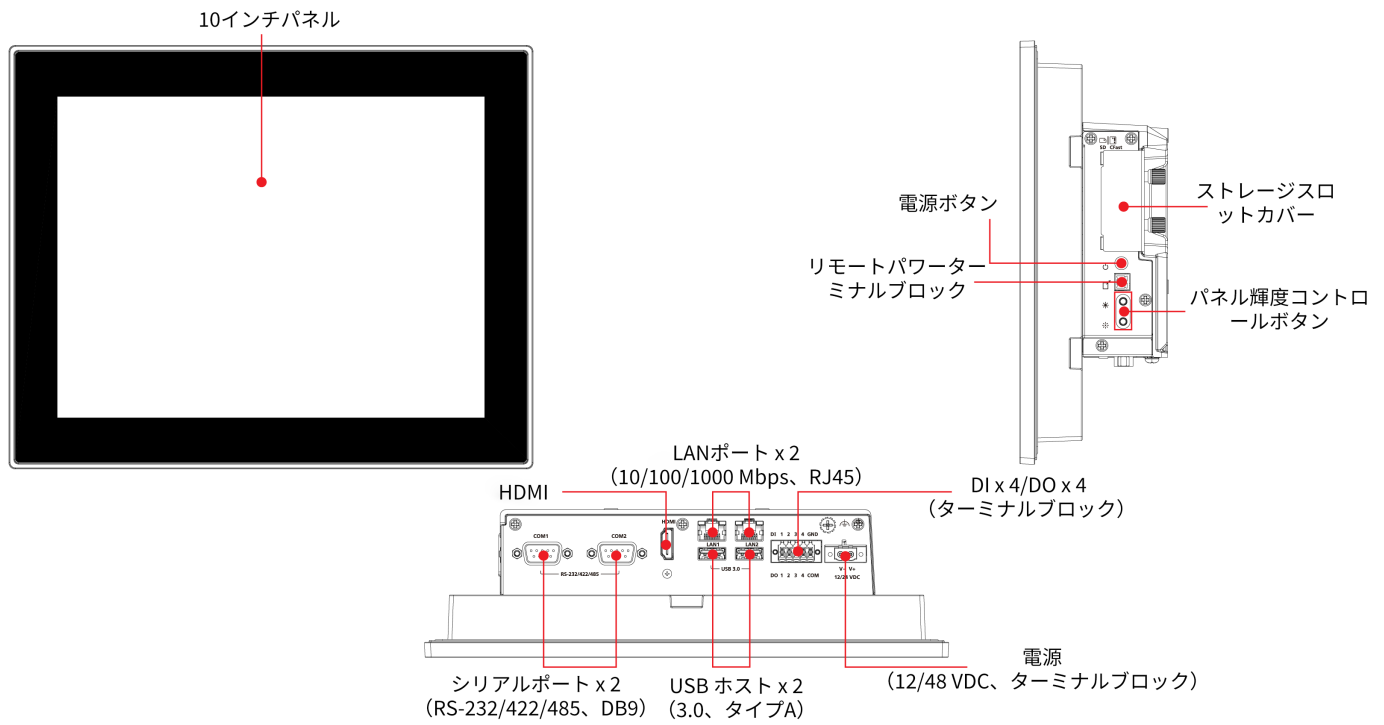 10インチパネル
SD CFast
電源ボタン
ストレージスロ
ットカバー
リモートパワーター
ミナルブロック
パネル輝度コントロ
ールボタン
LANポート x 2
（10/100/1000 Mbps、RJ45）
HDMI
DI x 4/DO x 4
（ターミナルブロック）
HDMI
COM1
COM2
RS-232/422/485
LAN1
LAN2
USB 3.0
DI 1 2 3 4 GND
DO 1 2 3 4 COM
V- V+
12/24 VDC
シリアルポート x 2
（RS-232/422/485、DB9）
USB ホスト x 2
（3.0、タイプA）
電源
（12/48 VDC、ターミナルブロック）